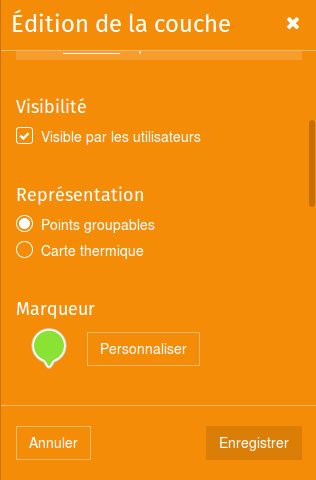 Édition de la couche
Visibilité
Visible par les utilisateurs
Représentation
Points groupables
Carte thermique
Marqueur
Personnaliser
Annuler
Enregistrer